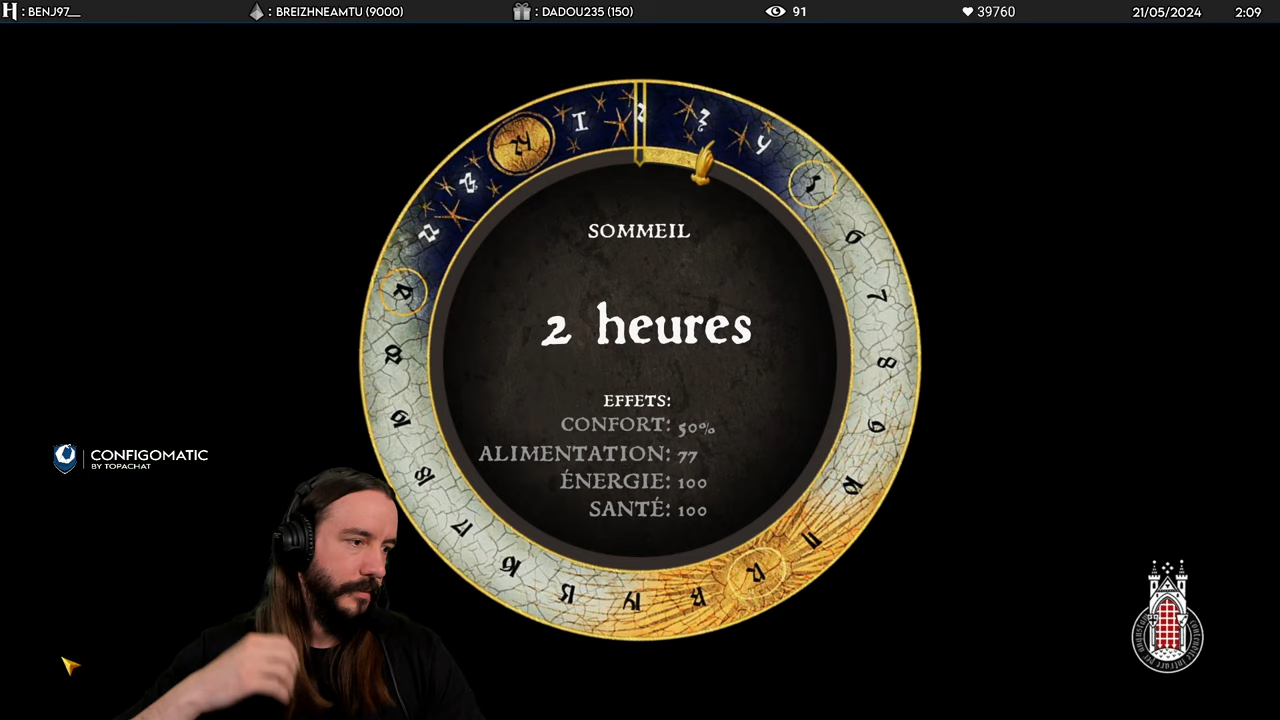 H : BENJ97__
: BREIZHNEAMTU (9000)
: DADOU235 (150)
91
39760
21/05/2024
2:09
SOMMEIL
2 heures
EFFETS:
CONFORT: 50%
ALIMENTATION: 77
ÉNERGIE: 100
SANTÉ: 100
CONFIGOMATIC
BY TOPACHAT